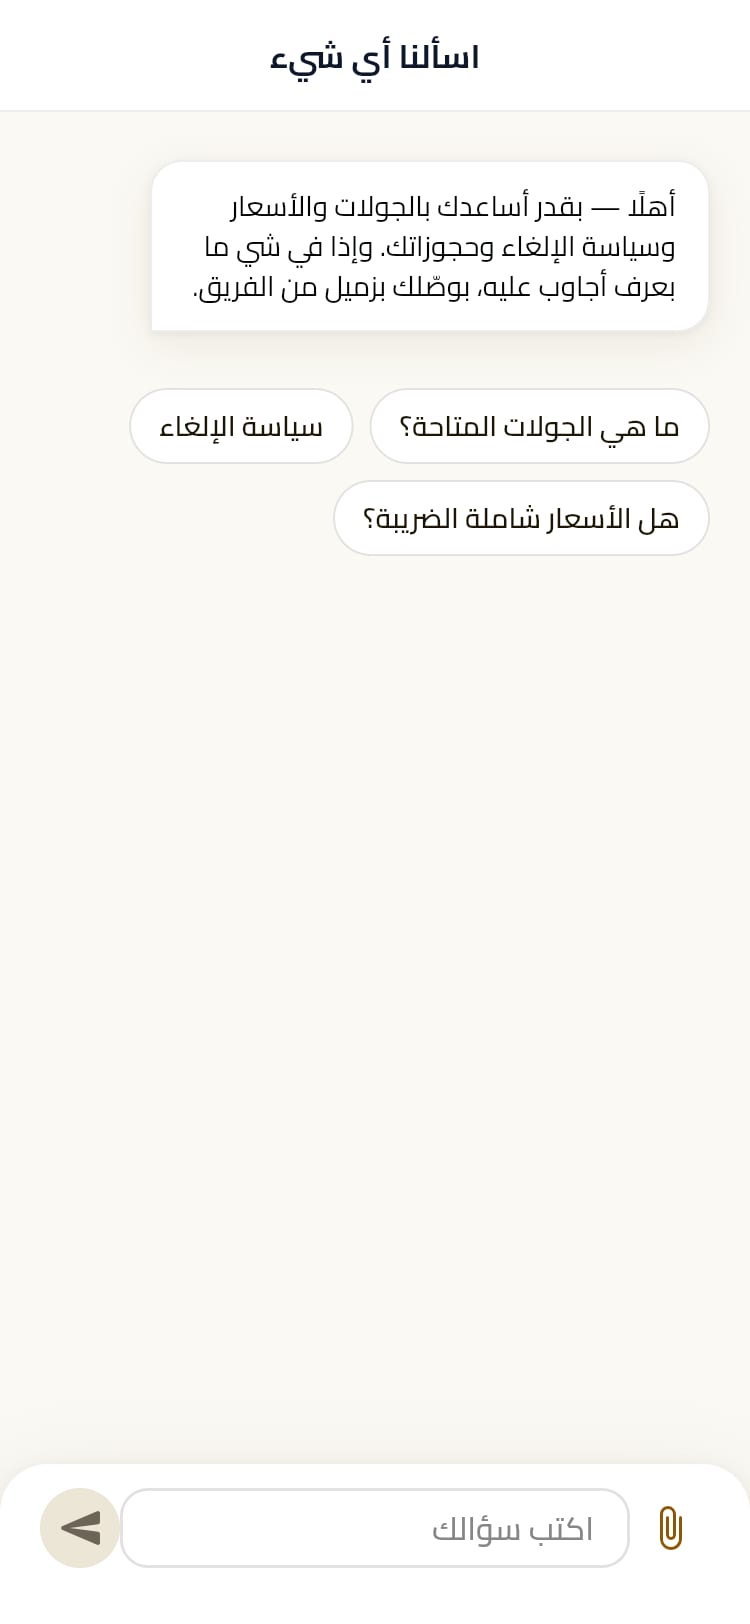 اسألنا أي شيء
أهلًا — بقدر أساعدك بالجولات والأسعار
وسياسة الإلغاء وحجوزاتك. وإذا في شي ما
بعرف أجاوب عليه، بوصّلك بزميل من الفريق.
ما هي الجولات المتاحة؟
سياسة الإلغاء
هل الأسعار شاملة الضريبة؟
اكتب سؤالك